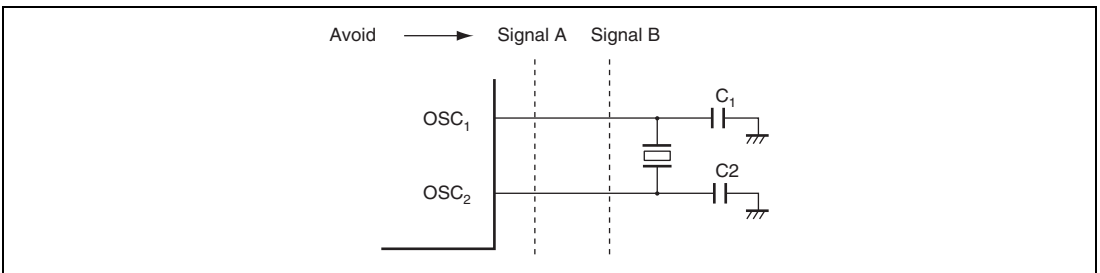 Avoid Signal A Signal B
C₁
OSC₁
C2
OSC₂